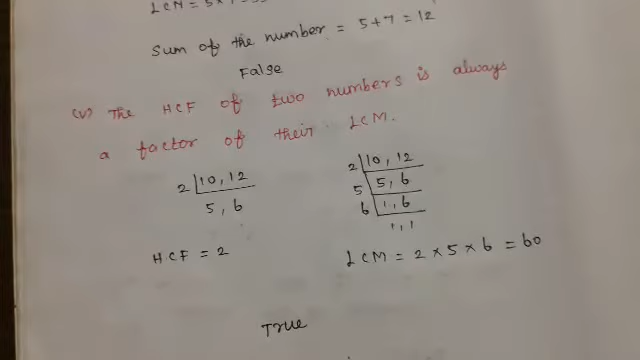 Sum of the number = 5+7 = 12
False
(v) The HCF of two numbers is always
a factor of their LCM.
2 | 10, 12
5, 6
2 | 10, 12
5 | 5, 6
6 | 1, 6
1, 1
HCF = 2
LCM = 2 × 5 × 6 = 60
True